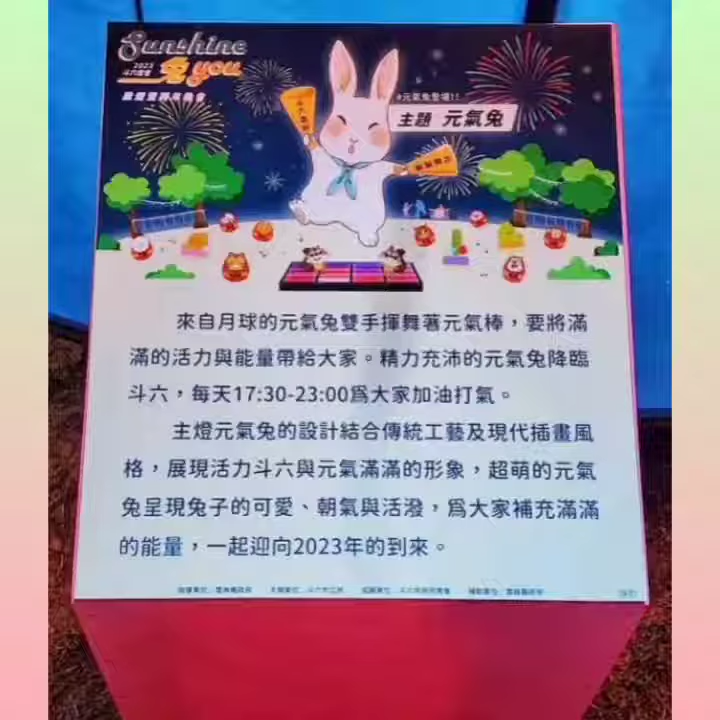 Sunshine
2023
斗六燈會 兔 you
#元氣兔登場!!
主題 元氣兔
來自月球的元氣兔雙手揮舞著元氣棒，要將滿
滿的活力與能量帶給大家。精力充沛的元氣兔降臨
斗六，每天17:30-23:00為大家加油打氣。
主燈元氣兔的設計結合傳統工藝及現代插畫風
格，展現活力斗六與元氣滿滿的形象，超萌的元氣
兔呈現兔子的可愛、朝氣與活潑，為大家補充滿滿
的能量，一起迎向2023年的到來。